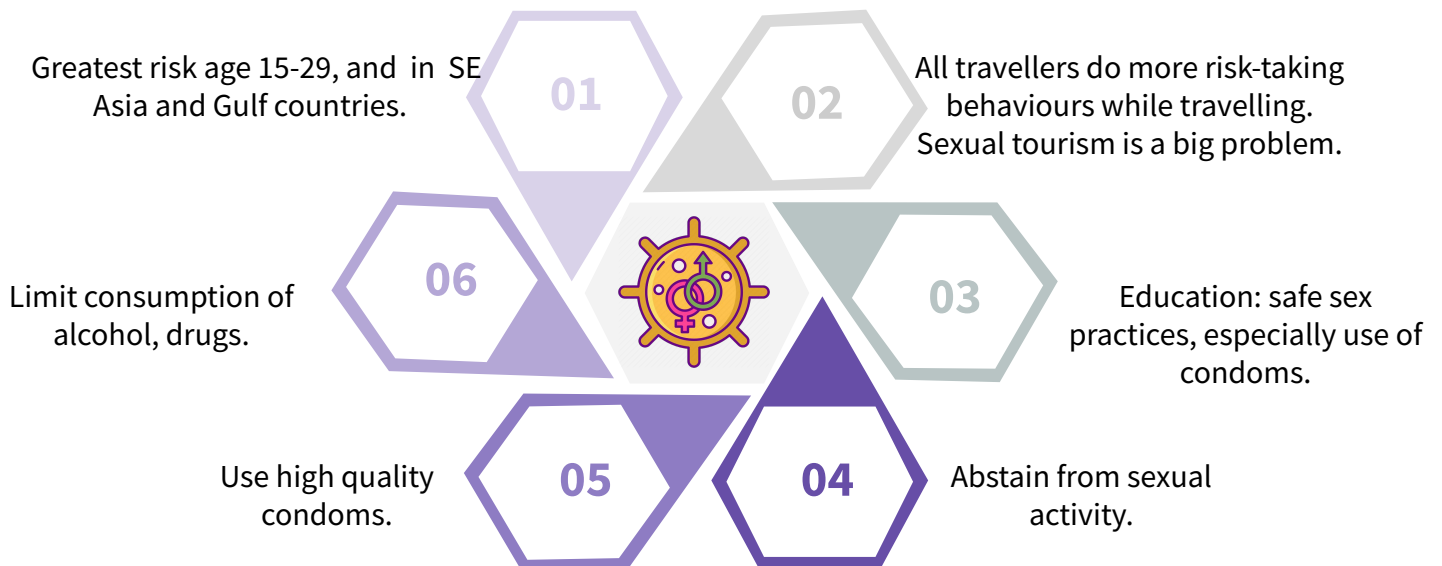 01
Greatest risk age 15-29, and in SE
Asia and Gulf countries.
02
All travellers do more risk-taking
behaviours while travelling.
Sexual tourism is a big problem.
03
Education: safe sex
practices, especially use of
condoms.
04
Abstain from sexual
activity.
05
Use high quality
condoms.
06
Limit consumption of
alcohol, drugs.